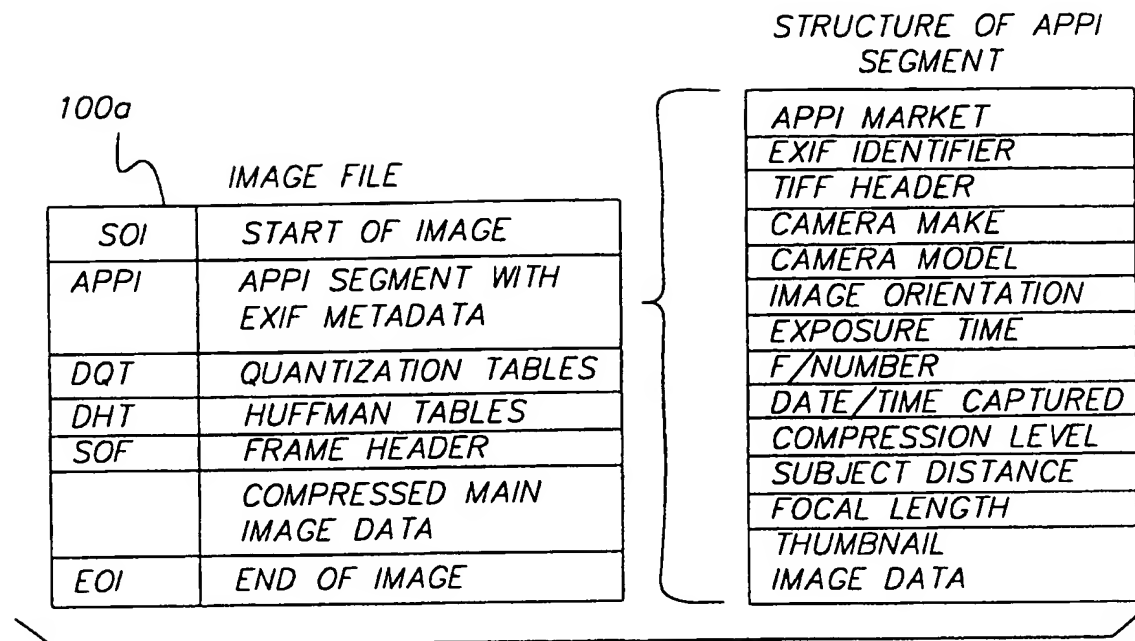 STRUCTURE OF APPI
SEGMENT
100a
IMAGE FILE
SOI START OF IMAGE
APPI APPI SEGMENT WITH
EXIF METADATA
DQT QUANTIZATION TABLES
DHT HUFFMAN TABLES
SOF FRAME HEADER
COMPRESSED MAIN
IMAGE DATA
EOI END OF IMAGE
APPI MARKET
EXIF IDENTIFIER
TIFF HEADER
CAMERA MAKE
CAMERA MODEL
IMAGE ORIENTATION
EXPOSURE TIME
F/NUMBER
DATE/TIME CAPTURED
COMPRESSION LEVEL
SUBJECT DISTANCE
FOCAL LENGTH
THUMBNAIL
IMAGE DATA